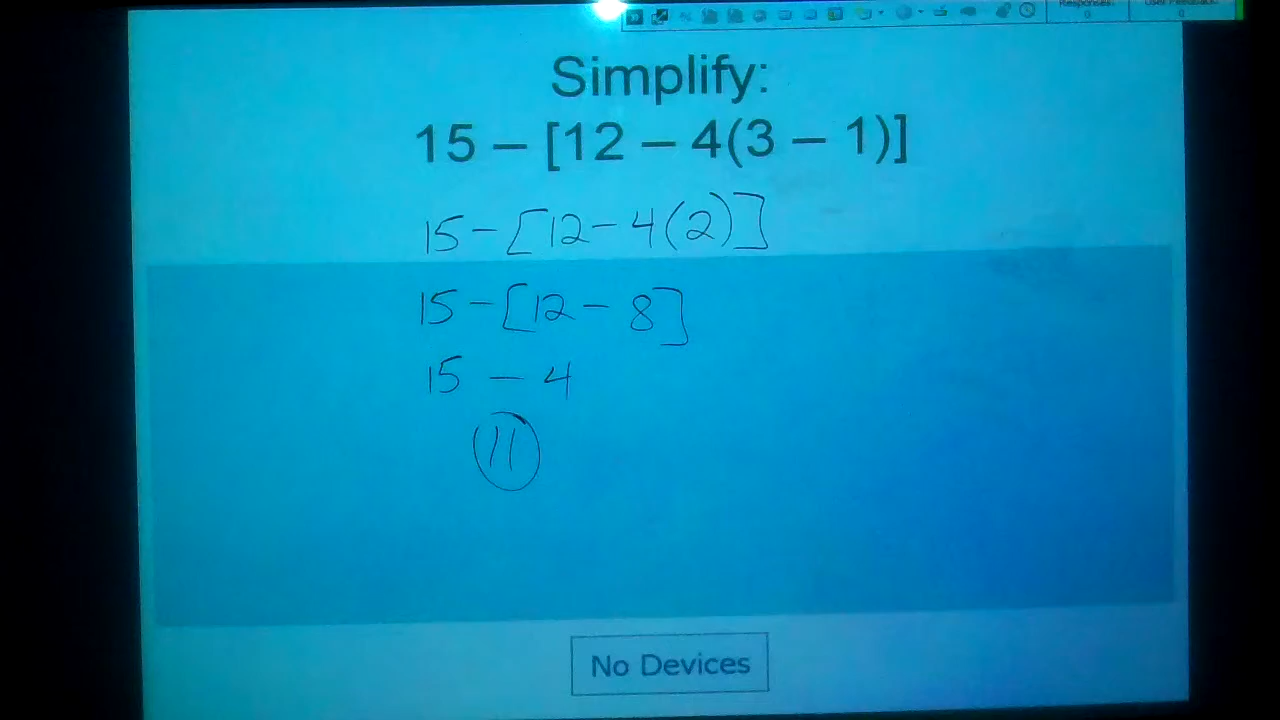 Simplify:
15 – [12 – 4(3 – 1)]
15 - [12 - 4(2)]
15 - [12 - 8]
15 - 4
11
No Devices